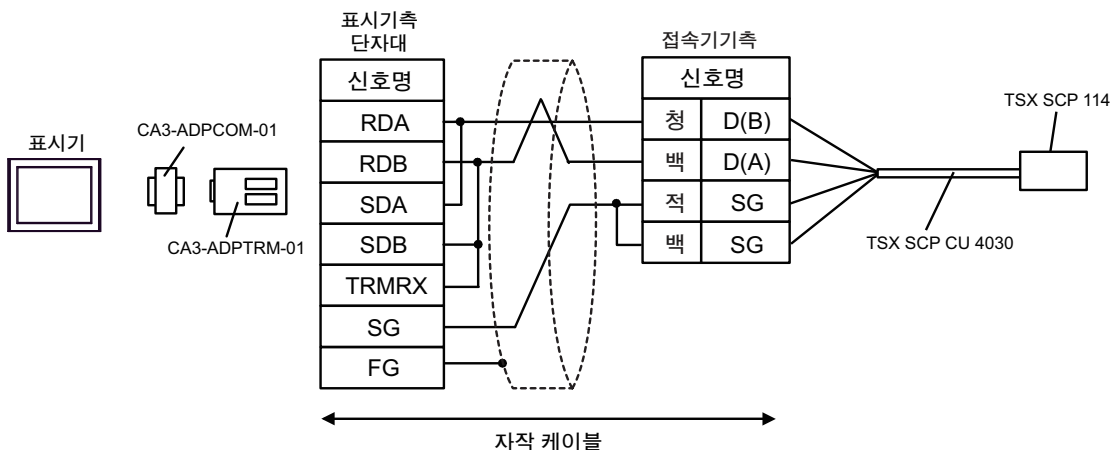 표시기
CA3-ADPCOM-01
CA3-ADPTRM-01
표시기측
단자대
신호명
RDA
RDB
SDA
SDB
TRMRX
SG
FG
접속기기측
신호명
청 D(B)
백 D(A)
적 SG
백 SG
TSX SCP 114
TSX SCP CU 4030
자작 케이블